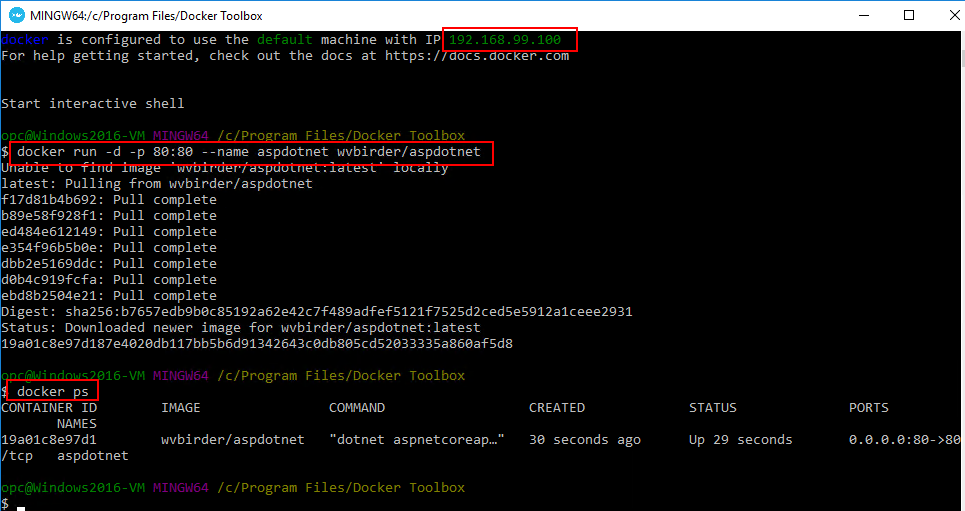 MINGW64:/c/Program Files/Docker Toolbox
docker is configured to use the default machine with IP 192.168.99.100
For help getting started, check out the docs at https://docs.docker.com
Start interactive shell
opc@Windows2016-VM MINGW64 /c/Program Files/Docker Toolbox
$ docker run -d -p 80:80 --name aspdotnet wvbirder/aspdotnet
Unable to find image 'wvbirder/aspdotnet:latest' locally
latest: Pulling from wvbirder/aspdotnet
f17d81b4b692: Pull complete
b89e58f928f1: Pull complete
ed484e612149: Pull complete
e354f96b5b0e: Pull complete
dbb2e5169ddc: Pull complete
d0b4c919fcfa: Pull complete
ebd8b2504e21: Pull complete
Digest: sha256:b7657edb9b0c85192a62e42c7f489adfef5121f7525d2ced5e5912a1ceee2931
Status: Downloaded newer image for wvbirder/aspdotnet:latest
19a01c8e97d187e4020db117bb5b6d91342643c0db805cd52033335a860af5d8
opc@Windows2016-VM MINGW64 /c/Program Files/Docker Toolbox
$ docker ps
CONTAINER ID        IMAGE               COMMAND                  CREATED             STATUS              PORTS
       NAMES
19a01c8e97d1        wvbirder/aspdotnet   "dotnet aspnetcoreap…"   30 seconds ago      Up 29 seconds       0.0.0.0:80->80
/tcp   aspdotnet
opc@Windows2016-VM MINGW64 /c/Program Files/Docker Toolbox
$